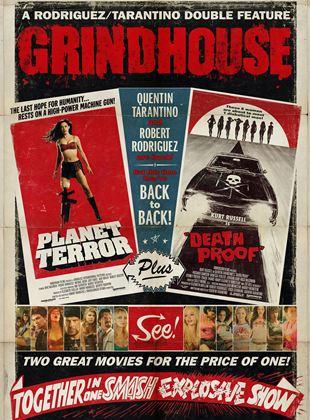 A RODRIGUEZ/TARANTINO DOUBLE FEATURE
GRINDHOUSE
THE LAST HOPE FOR HUMANITY...
RESTS ON A HIGH-POWER MACHINE GUN!
PLANET
TERROR
QUENTIN
TARANTINO
AND
ROBERT
RODRIGUEZ
BACK
to
BACK!
Plus
KURT RUSSELL
DEATH
PROOF
See!
TWO GREAT MOVIES FOR THE PRICE OF ONE!
TOGETHER IN ONE SMASH EXPLOSIVE SHOW